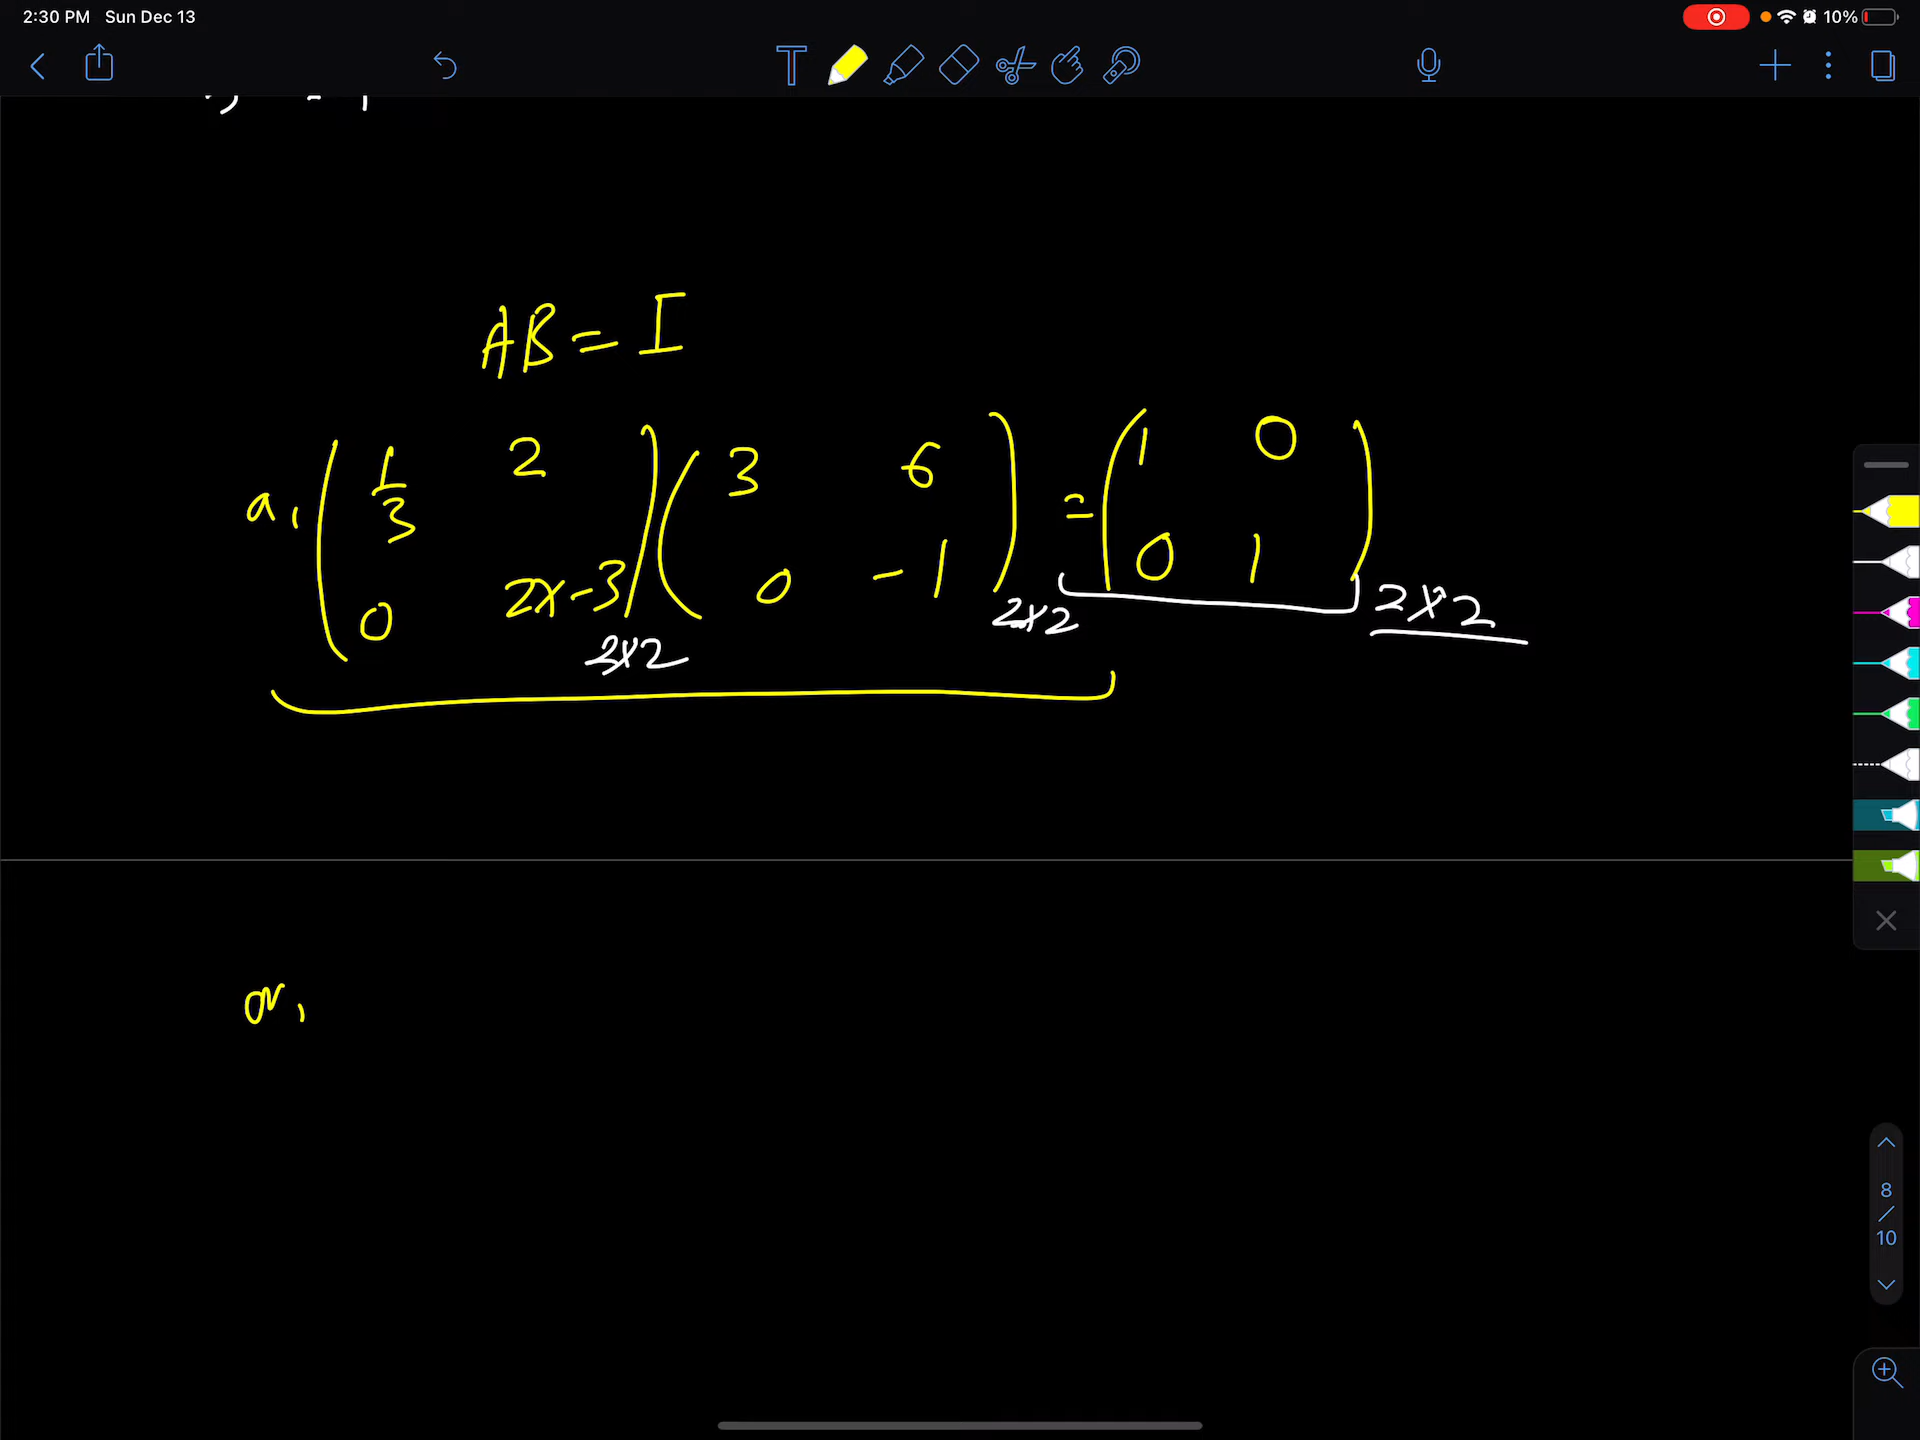 2:30 PM Sun Dec 13
10%
AB = I
a, ( 1/3 2 ) ( 3 6 ) = ( 1 0 )
0 2x-3 0 -1 0 1
2x2 2x2 2x2
or,
8
/
10